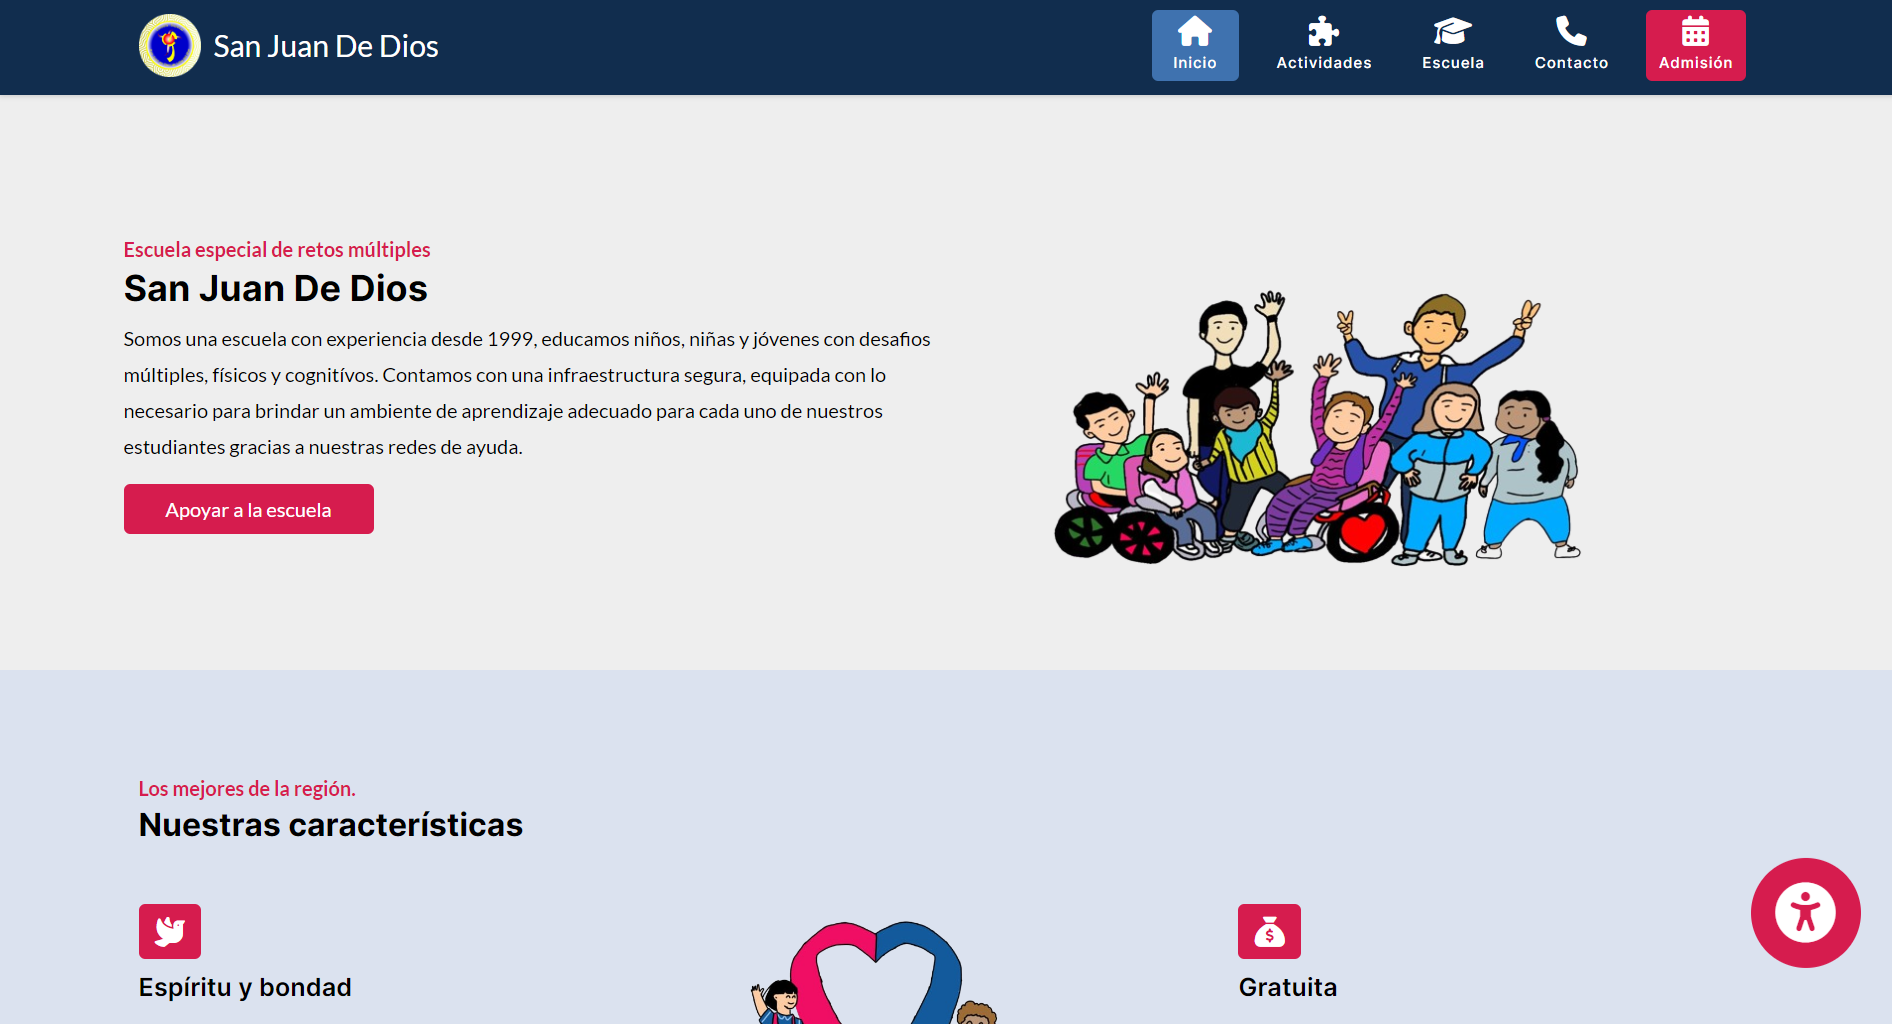 San Juan De Dios
Inicio
Actividades
Escuela
Contacto
Admisión
Escuela especial de retos múltiples
San Juan De Dios
Somos una escuela con experiencia desde 1999, educamos niños, niñas y jóvenes con desafios
múltiples, físicos y cognitívos. Contamos con una infraestructura segura, equipada con lo
necesario para brindar un ambiente de aprendizaje adecuado para cada uno de nuestros
estudiantes gracias a nuestras redes de ayuda.
Apoyar a la escuela
Los mejores de la región.
Nuestras características
Espíritu y bondad
Gratuita